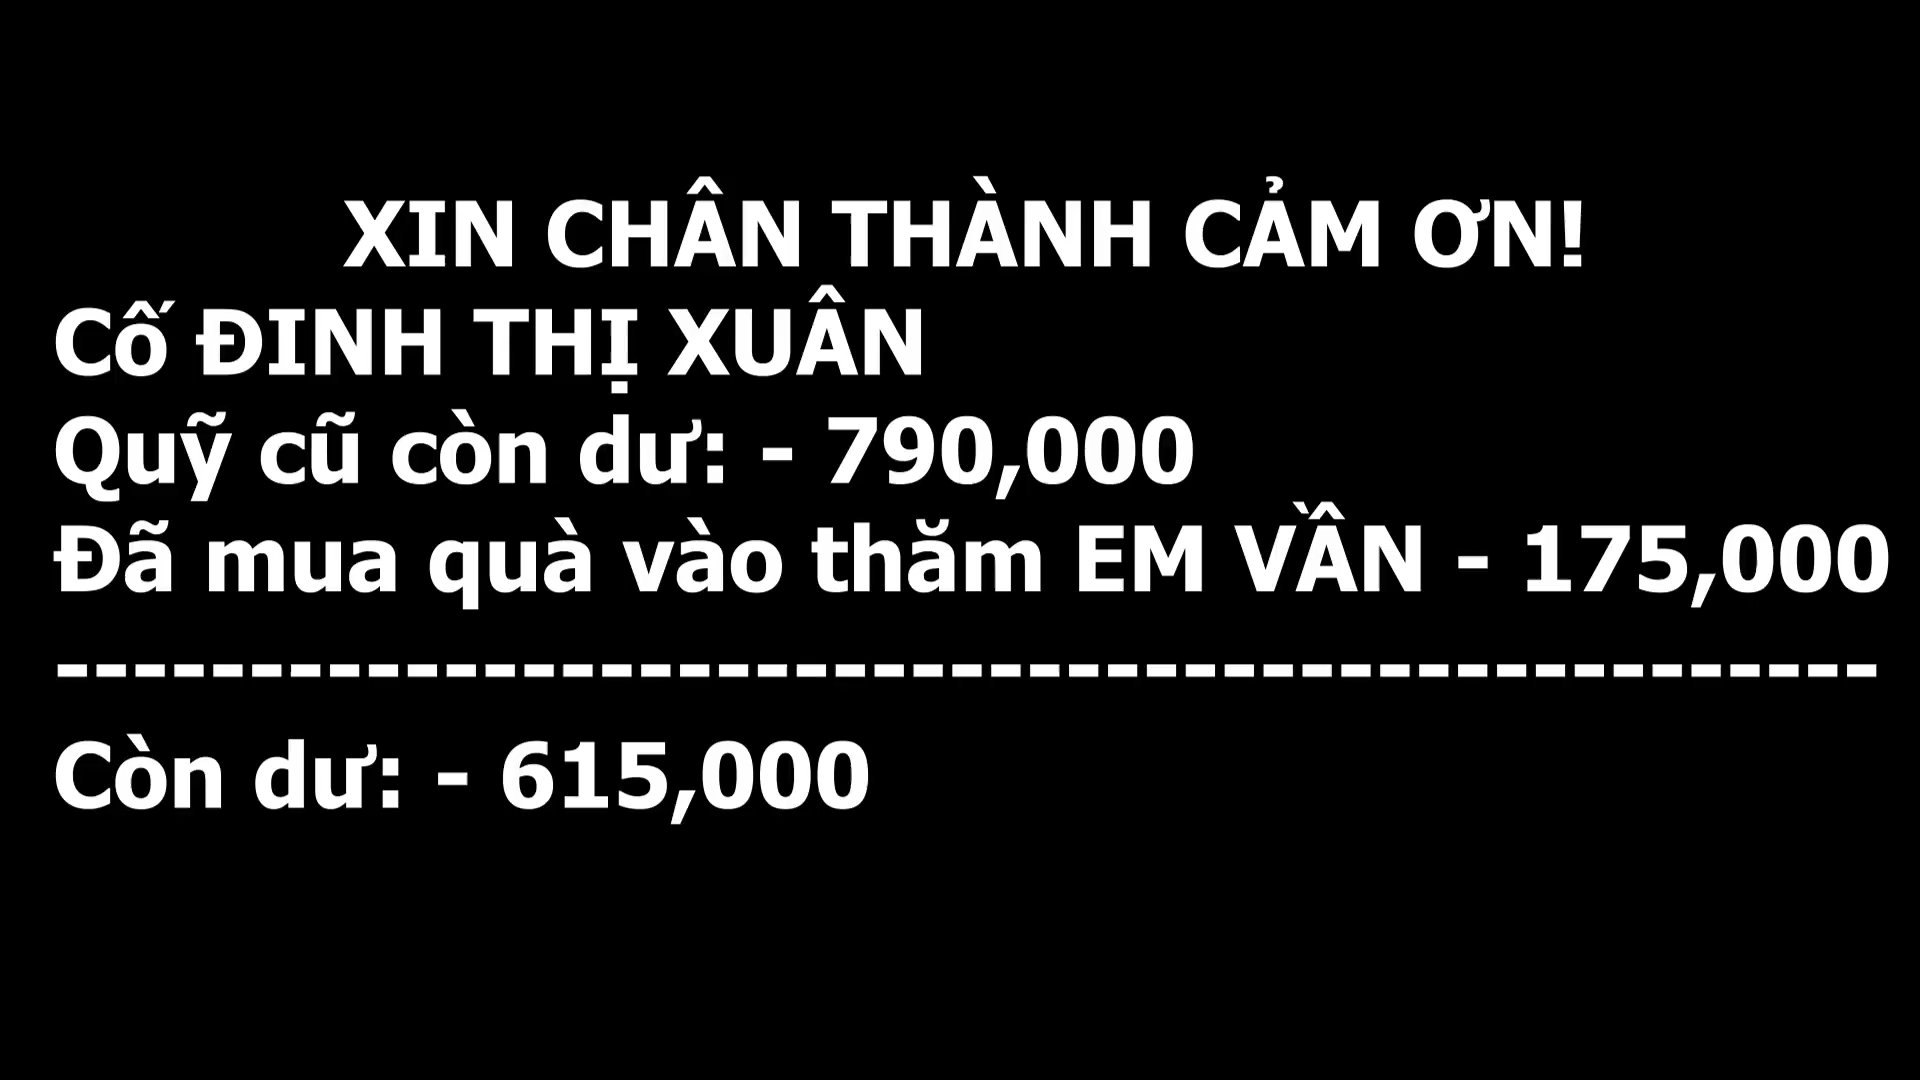 XIN CHÂN THÀNH CẢM ƠN!
Cố ĐINH THỊ XUÂN
Quỹ cũ còn dư: - 790,000
Đã mua quà vào thăm EM VẦN - 175,000
-----------------------------------------------
Còn dư: - 615,000